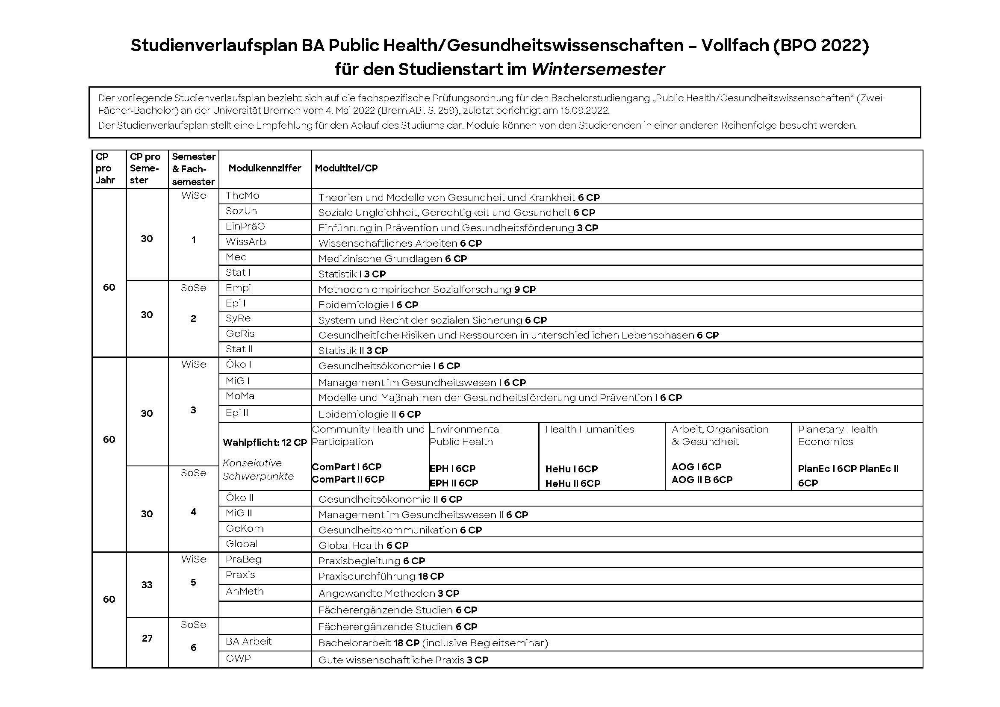 Studienverlaufsplan BA Public Health/Gesundheitswissenschaften – Vollfach (BPO 2022)
für den Studienstart im Wintersemester
Der vorliegende Studienverlaufsplan bezieht sich auf die fachspezifische Prüfungsordnung für den Bachelorstudiengang „Public Health/Gesundheitswissenschaften“ (Zwei-
Fächer-Bachelor) an der Universität Bremen vom 4. Mai 2022 (Brem.ABl. S. 259), zuletzt berichtigt am 16.09.2022.
Der Studienverlaufsplan stellt eine Empfehlung für den Ablauf des Studiums dar. Module können von den Studierenden in einer anderen Reihenfolge besucht werden.
CP pro Jahr
CP pro Seme-ster
Semester & Fach-semester
Modulkennziffer
Modultitel/CP
60
30
WiSe
1
TheMo Theorien und Modelle von Gesundheit und Krankheit 6 CP
SozUn Soziale Ungleichheit, Gerechtigkeit und Gesundheit 6 CP
EinPräG Einführung in Prävention und Gesundheitsförderung 3 CP
WissArb Wissenschaftliches Arbeiten 6 CP
Med Medizinische Grundlagen 6 CP
Stat I Statistik I 3 CP
30
SoSe
2
Empi Methoden empirischer Sozialforschung 9 CP
Epi I Epidemiologie I 6 CP
SyRe System und Recht der sozialen Sicherung 6 CP
GeRis Gesundheitliche Risiken und Ressourcen in unterschiedlichen Lebensphasen 6 CP
Stat II Statistik II 3 CP
60
30
WiSe
3
Öko I Gesundheitsökonomie I 6 CP
MiG I Management im Gesundheitswesen I 6 CP
MoMa Modelle und Maßnahmen der Gesundheitsförderung und Prävention I 6 CP
Epi II Epidemiologie II 6 CP
Wahlpflicht: 12 CP
Konsekutive
Schwerpunkte
Community Health und
Participation
ComPart I 6CP
ComPart II 6CP
Environmental
Public Health
EPH I 6CP
EPH II 6CP
Health Humanities
HeHu I 6CP
HeHu II 6CP
Arbeit, Organisation
& Gesundheit
AOG I 6CP
AOG II B 6CP
Planetary Health
Economics
PlanEc I 6CP PlanEc II
6CP
30
SoSe
4
Öko II Gesundheitsökonomie II 6 CP
MiG II Management im Gesundheitswesen II 6 CP
GeKom Gesundheitskommunikation 6 CP
Global Global Health 6 CP
60
33
WiSe
5
PraBeg Praxisbegleitung 6 CP
Praxis Praxisdurchführung 18 CP
AnMeth Angewandte Methoden 3 CP
Fächerergänzende Studien 6 CP
27
SoSe
6
Fächerergänzende Studien 6 CP
BA Arbeit Bachelorarbeit 18 CP (inclusive Begleitseminar)
GWP Gute wissenschaftliche Praxis 3 CP